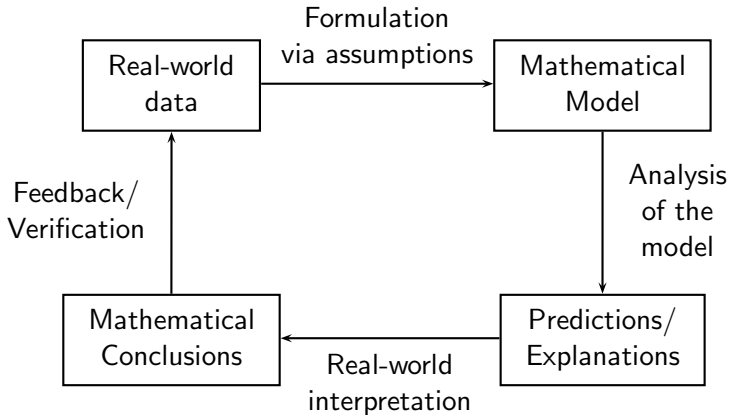 Formulation
via assumptions
Real-world
data
Mathematical
Model
Analysis
of the
model
Feedback/
Verification
Mathematical
Conclusions
Predictions/
Explanations
Real-world
interpretation